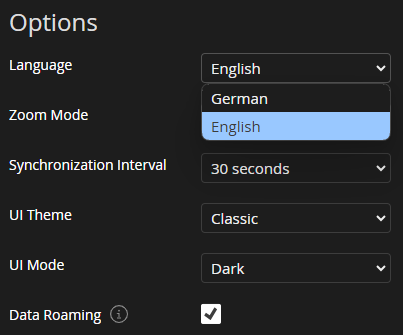 Options
Language English
German
Zoom Mode
English
Synchronization Interval 30 seconds
UI Theme Classic
UI Mode Dark
Data Roaming